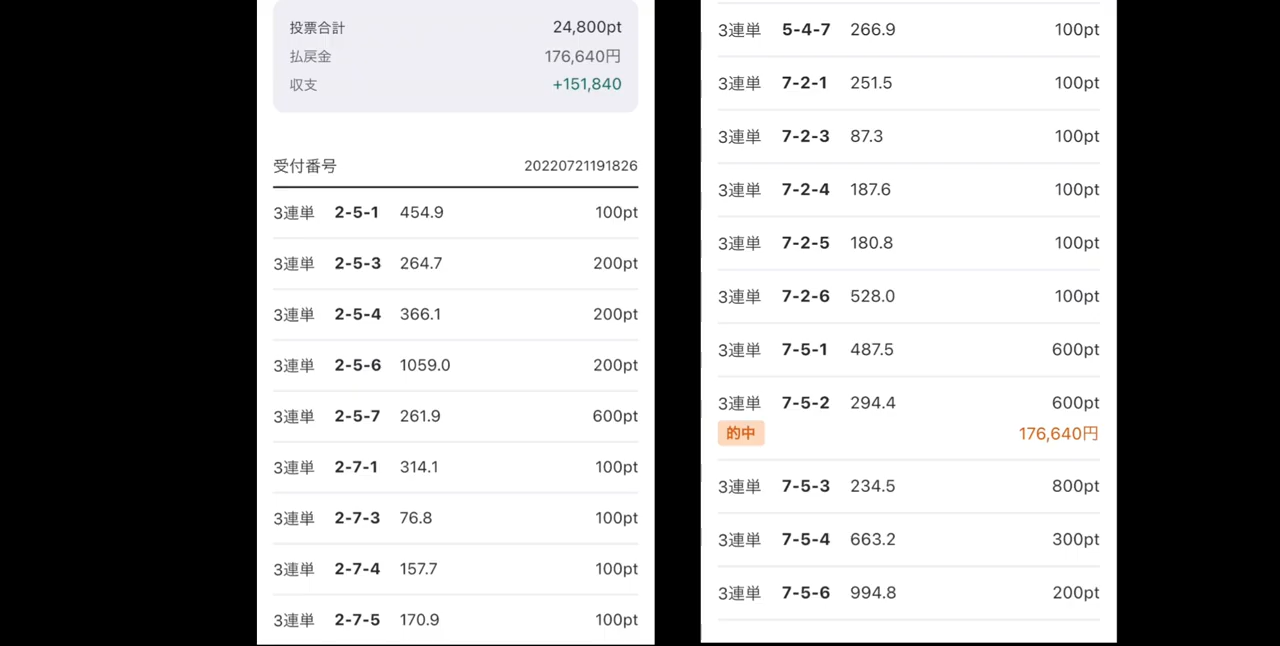 投票合計 24,800pt
払戻金 176,640円
収支 +151,840
受付番号 20220721191826
3連単 2-5-1 454.9 100pt
3連単 2-5-3 264.7 200pt
3連単 2-5-4 366.1 200pt
3連単 2-5-6 1059.0 200pt
3連単 2-5-7 261.9 600pt
3連単 2-7-1 314.1 100pt
3連単 2-7-3 76.8 100pt
3連単 2-7-4 157.7 100pt
3連単 2-7-5 170.9 100pt
3連単 5-4-7 266.9 100pt
3連単 7-2-1 251.5 100pt
3連単 7-2-3 87.3 100pt
3連単 7-2-4 187.6 100pt
3連単 7-2-5 180.8 100pt
3連単 7-2-6 528.0 100pt
3連単 7-5-1 487.5 600pt
3連単 7-5-2 294.4 600pt
的中 176,640円
3連単 7-5-3 234.5 800pt
3連単 7-5-4 663.2 300pt
3連単 7-5-6 994.8 200pt